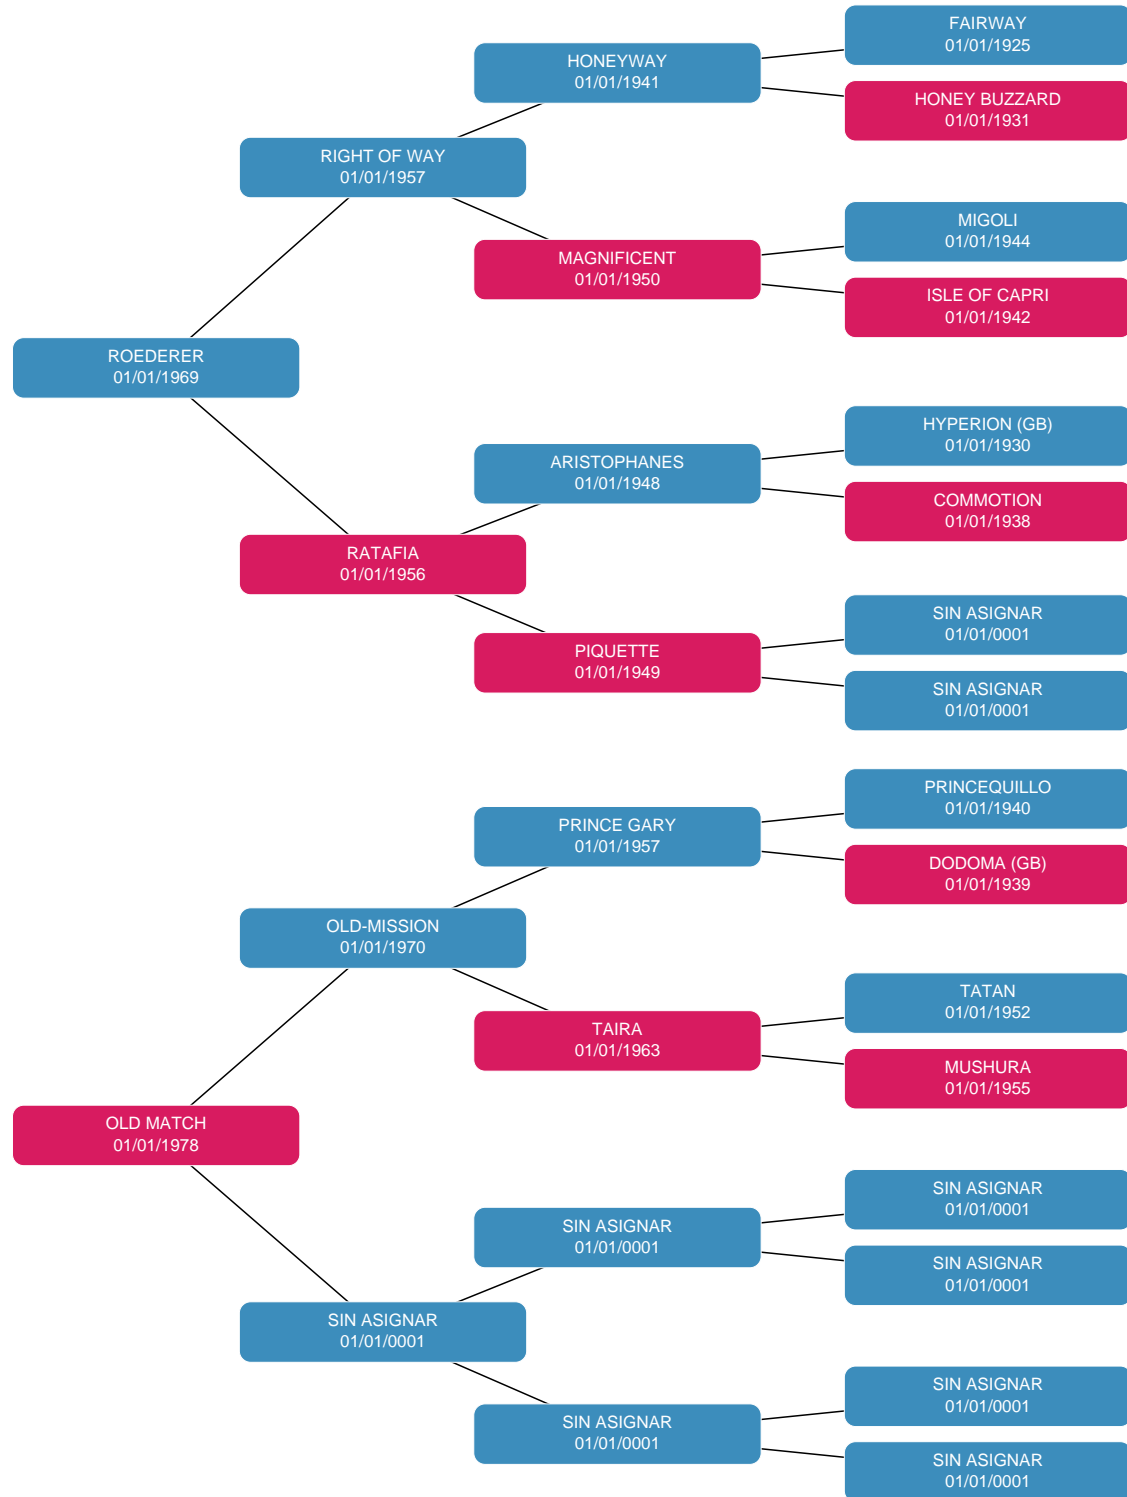 FAIRWAY
01/01/1925
HONEYWAY
01/01/1941
HONEY BUZZARD
01/01/1931
RIGHT OF WAY
01/01/1957
MIGOLI
01/01/1944
MAGNIFICENT
01/01/1950
ISLE OF CAPRI
01/01/1942
ROEDERER
01/01/1969
HYPERION (GB)
01/01/1930
ARISTOPHANES
01/01/1948
COMMOTION
01/01/1938
RATAFIA
01/01/1956
SIN ASIGNAR
01/01/0001
PIQUETTE
01/01/1949
SIN ASIGNAR
01/01/0001
PRINCEQUILLO
01/01/1940
PRINCE GARY
01/01/1957
DODOMA (GB)
01/01/1939
OLD-MISSION
01/01/1970
TATAN
01/01/1952
TAIRA
01/01/1963
MUSHURA
01/01/1955
OLD MATCH
01/01/1978
SIN ASIGNAR
01/01/0001
SIN ASIGNAR
01/01/0001
SIN ASIGNAR
01/01/0001
SIN ASIGNAR
01/01/0001
SIN ASIGNAR
01/01/0001
SIN ASIGNAR
01/01/0001
SIN ASIGNAR
01/01/0001